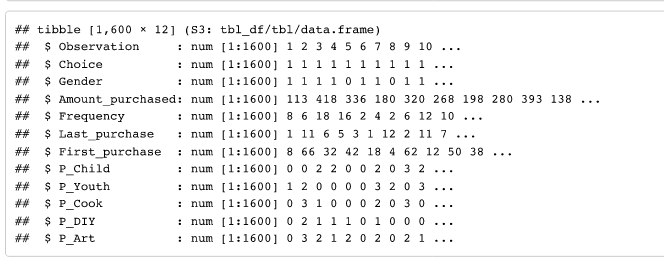 ## tibble [1,600 × 12] (S3: tbl_df/tbl/data.frame)
##  $ Observation     : num [1:1600] 1 2 3 4 5 6 7 8 9 10 ...
##  $ Choice          : num [1:1600] 1 1 1 1 1 1 1 1 1 1 ...
##  $ Gender          : num [1:1600] 1 1 1 1 0 1 1 0 1 1 ...
##  $ Amount_purchased: num [1:1600] 113 418 336 180 320 268 198 280 393 138 ...
##  $ Frequency       : num [1:1600] 8 6 18 16 2 4 2 6 12 10 ...
##  $ Last_purchase   : num [1:1600] 1 11 6 5 3 1 12 2 11 7 ...
##  $ First_purchase  : num [1:1600] 8 66 32 42 18 4 62 12 50 38 ...
##  $ P_Child         : num [1:1600] 0 0 2 2 0 0 2 0 3 2 ...
##  $ P_Youth         : num [1:1600] 1 2 0 0 0 0 3 2 0 3 ...
##  $ P_Cook          : num [1:1600] 0 3 1 0 0 0 2 0 3 0 ...
##  $ P_DIY           : num [1:1600] 0 2 1 1 1 0 1 0 0 0 ...
##  $ P_Art           : num [1:1600] 0 3 2 1 2 0 2 0 2 1 ...